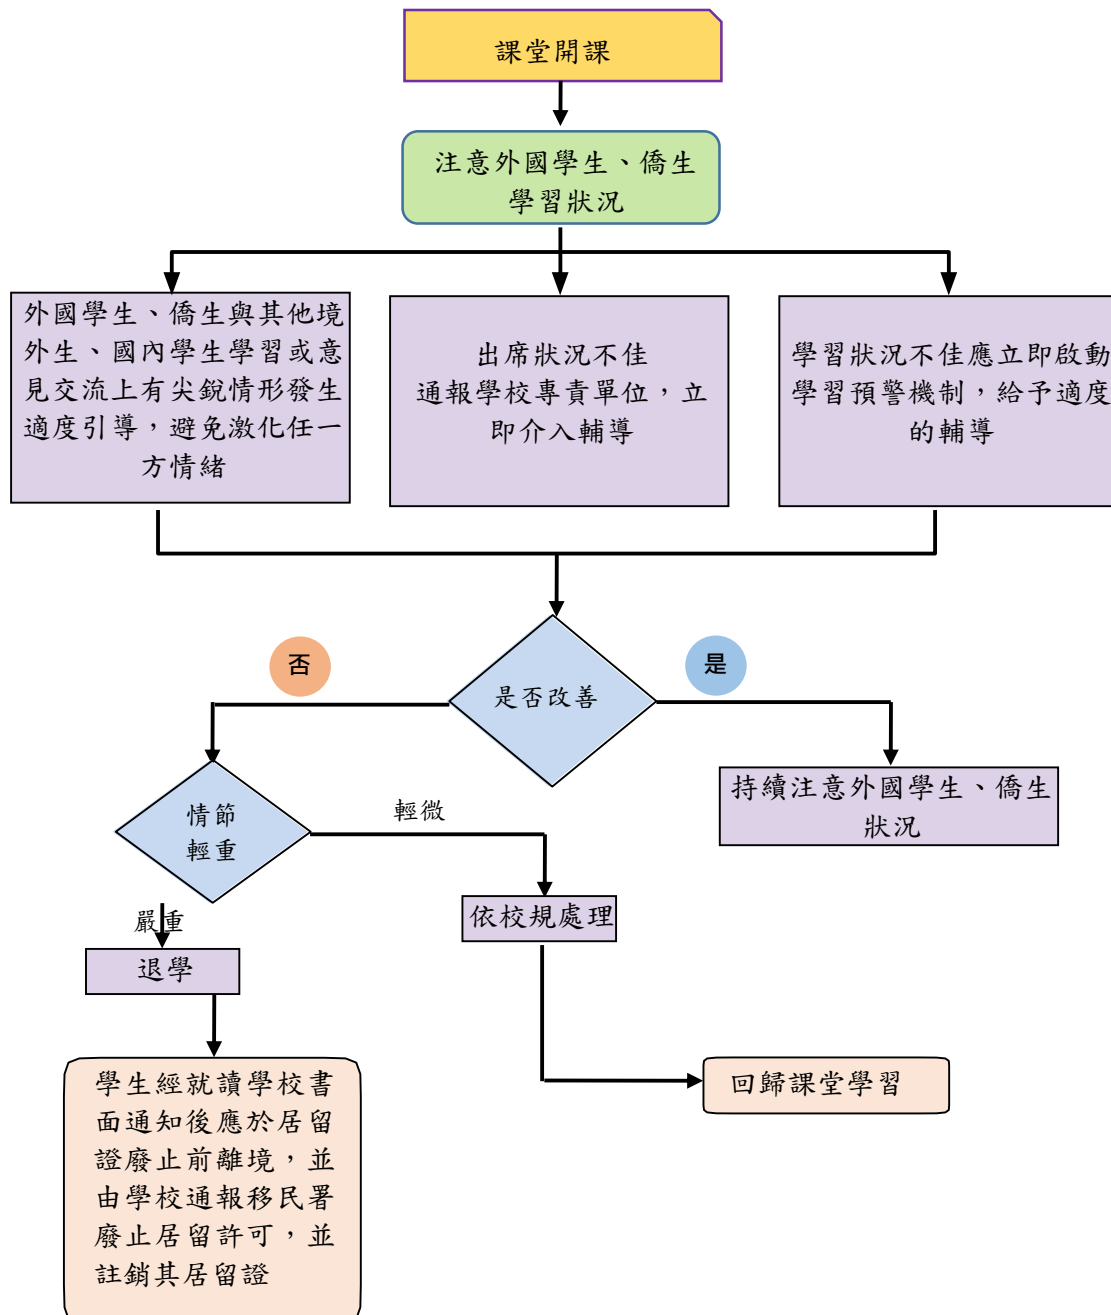 課堂開課
注意外國學生、僑生
學習狀況
外國學生、僑生與其他境
外生、國內學生學習或意
見交流上有尖銳情形發生
適度引導，避免激化任一
方情緒
出席狀況不佳
通報學校專責單位，立
即介入輔導
學習狀況不佳應立即啟動
學習預警機制，給予適度
的輔導
否
是否改善
是
持續注意外國學生、僑生
狀況
情節
輕重
輕微
嚴重
依校規處理
退學
回歸課堂學習
學生經就讀學校書
面通知後應於居留
證廢止前離境，並
由學校通報移民署
廢止居留許可，並
註銷其居留證